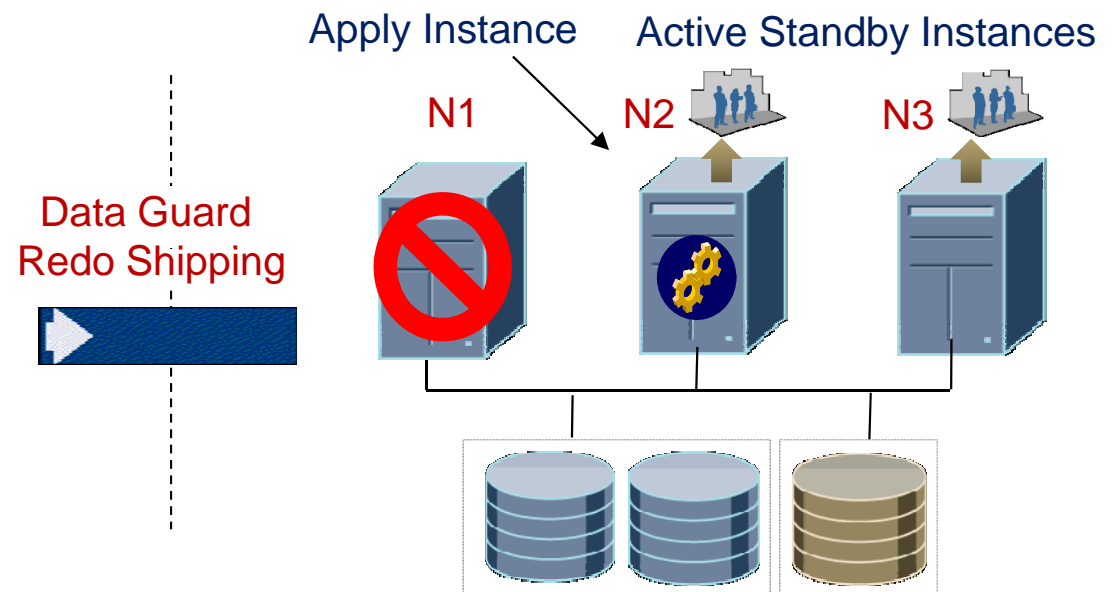 Apply Instance
Active Standby Instances
N1
N2
N3
Data Guard
Redo Shipping